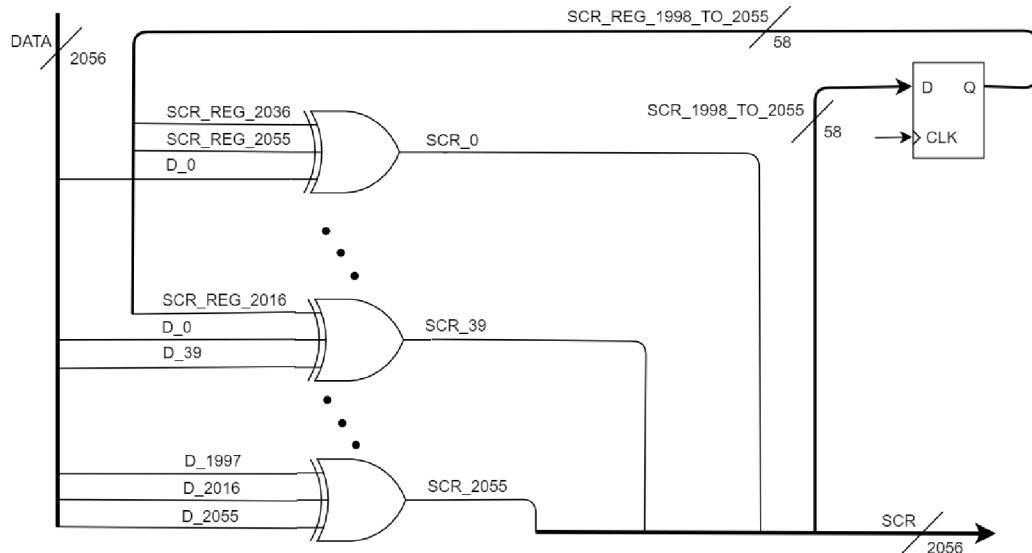 SCR_REG_1998_TO_2055
58
DATA
2056
D Q
CLK
SCR_1998_TO_2055
58
SCR_REG_2036
SCR_REG_2055
D_0
SCR_0
SCR_REG_2016
D_0
D_39
SCR_39
D_1997
D_2016
D_2055
SCR_2055
SCR
2056